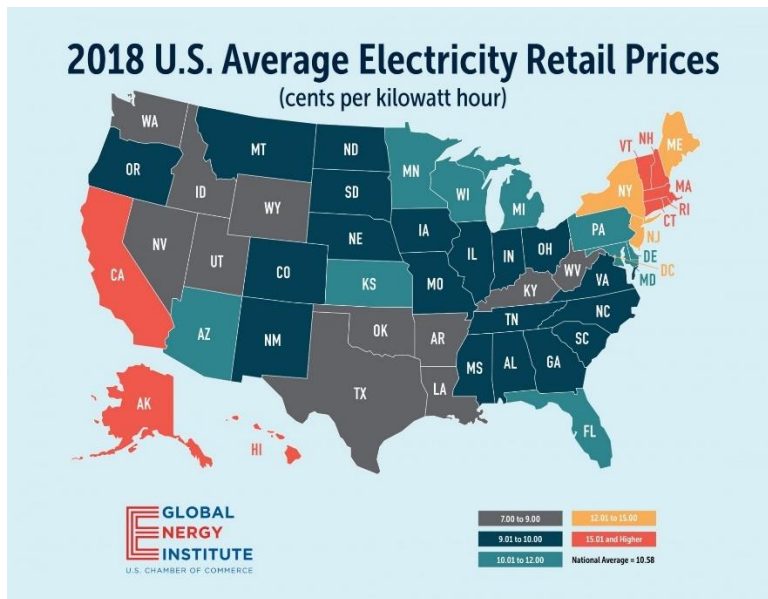 2018 U.S. Average Electricity Retail Prices
(cents per kilowatt hour)
WA
MT
ND
MN
VT
NH
ME
OR
ID
SD
WI
MA
WY
MI
NY
RI
CT
NE
IA
PA
NJ
NV
UT
IL
IN
OH
DE
CA
CO
DC
KS
MO
WV
VA
MD
KY
NC
TN
AZ
NM
OK
AR
SC
MS
AL
GA
TX
LA
AK
FL
HI
GLOBAL
ENERGY
INSTITUTE
U.S. CHAMBER OF COMMERCE
7.00 to 9.00
12.01 to 15.00
9.01 to 10.00
15.01 and Higher
10.01 to 12.00
National Average = 10.58